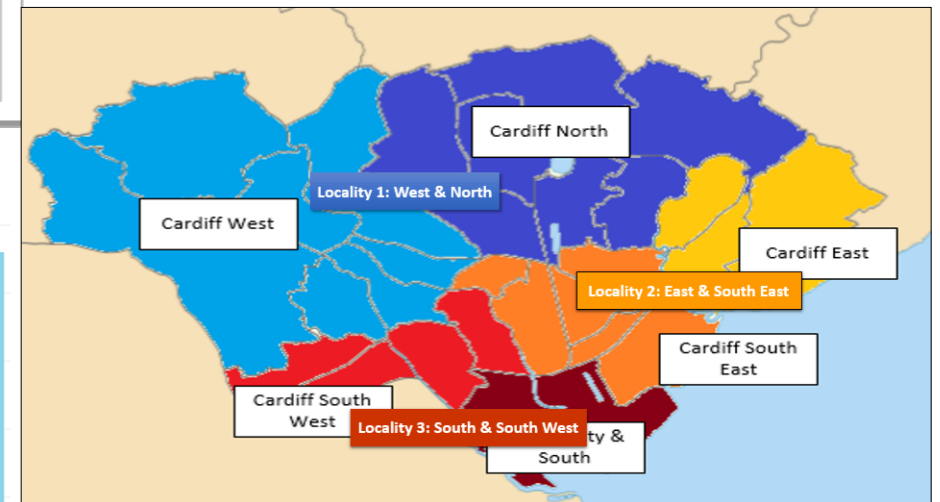 Cardiff North
Locality 1: West & North
Cardiff West
Cardiff East
Locality 2: East & South East
Cardiff South
East
Cardiff South
West
Locality 3: South & South West
ty &
South